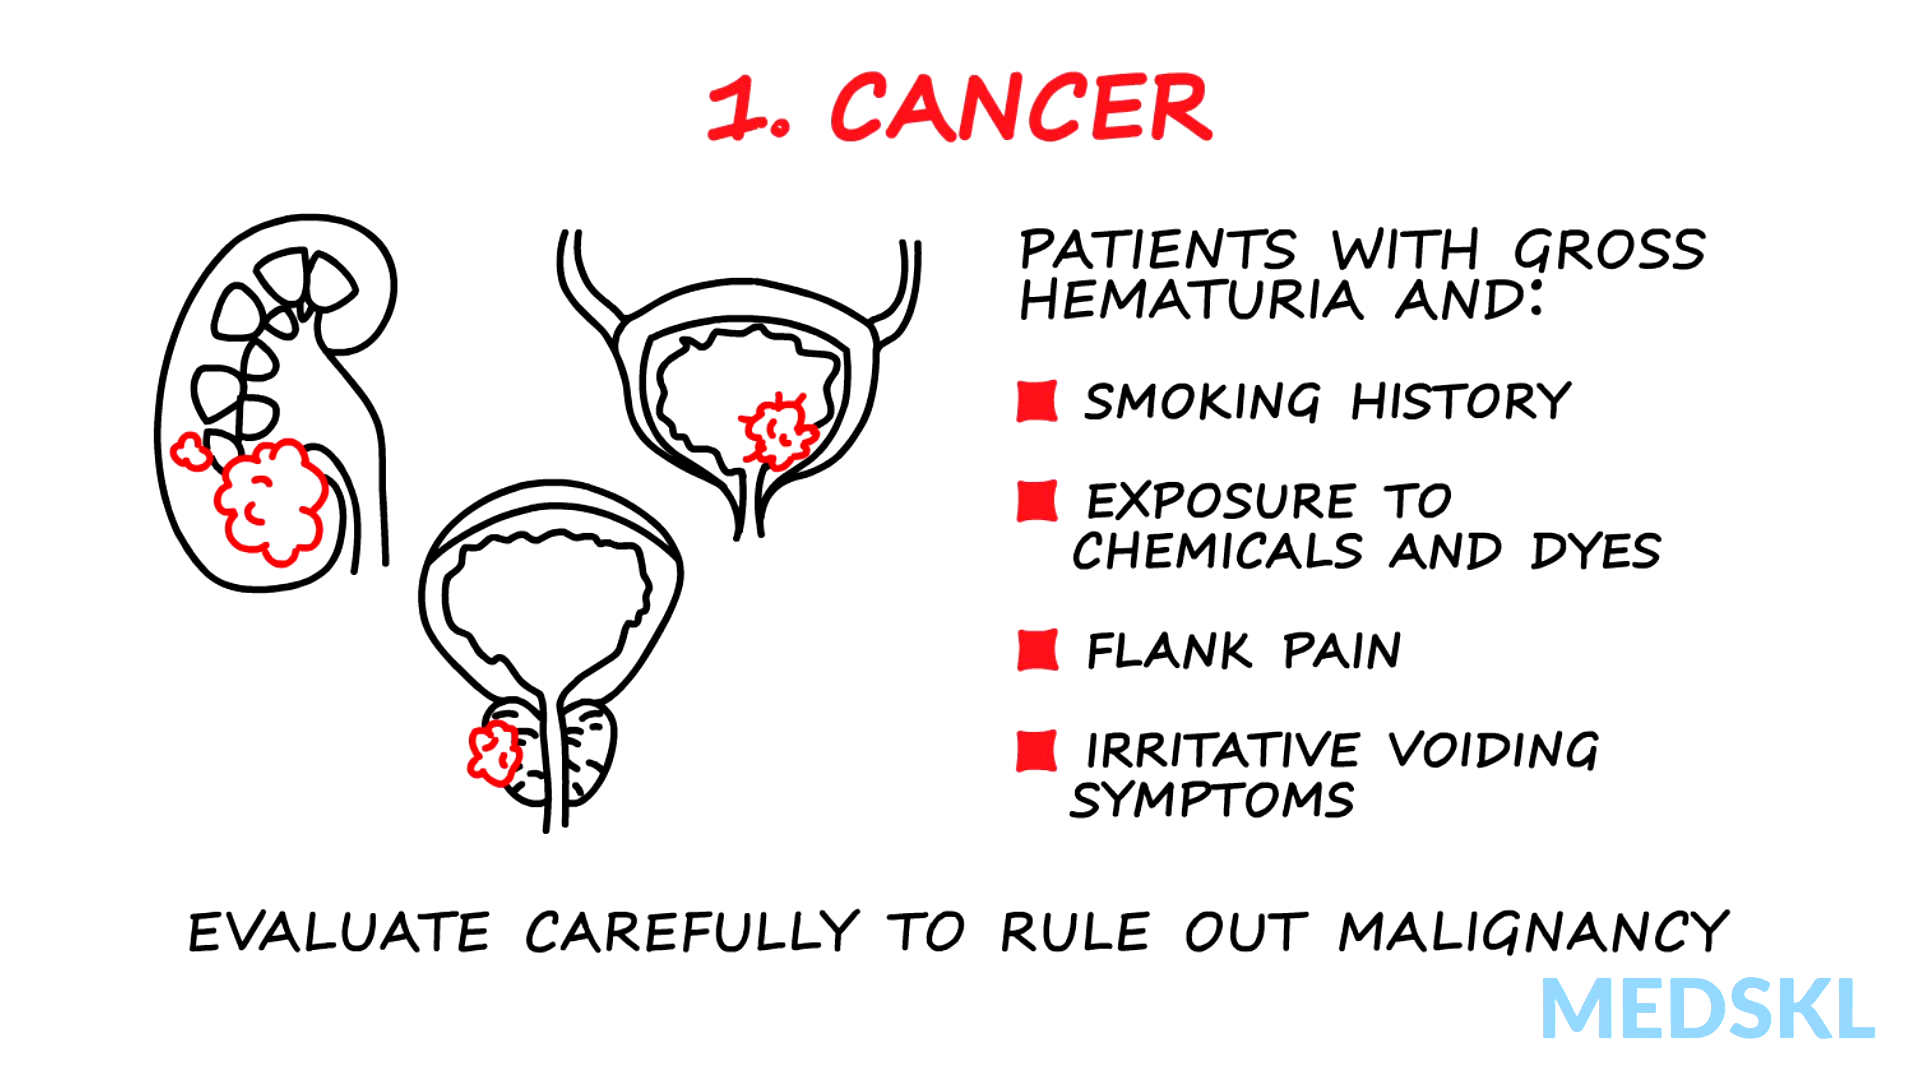 1. CANCER
PATIENTS WITH GROSS
HEMATURIA AND:
SMOKING HISTORY
EXPOSURE TO
CHEMICALS AND DYES
FLANK PAIN
IRRITATIVE VOIDING
SYMPTOMS
EVALUATE CAREFULLY TO RULE OUT MALIGNANCY
MEDSKL